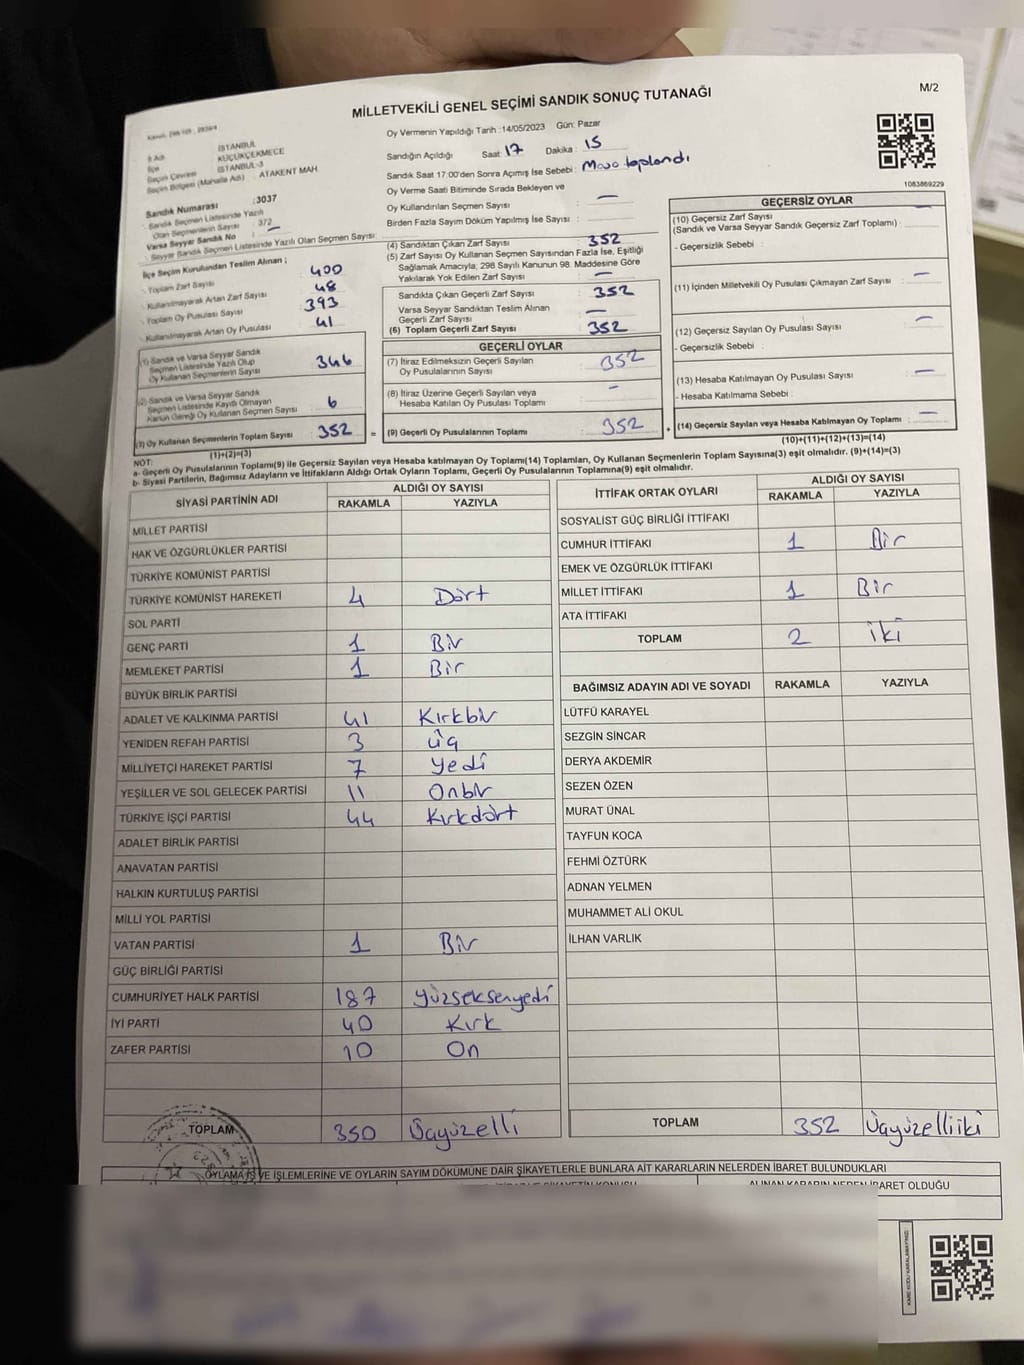 MİLLETVEKİLİ GENEL SEÇİMİ SANDIK SONUÇ TUTANAĞI
M/2
Oy Vermenin Yapıldığı Tarih :14/05/2023 Gün: Pazar
İl Adı İSTANBUL
İlçe KÜÇÜKÇEKMECE
Seçim Çevresi İSTANBUL-3
Seçim Bölgesi (Mahalle Adı) : ATAKENT MAH
Sandık Numarası :3037
Sandık Seçmen Listesinde Yazılı
Olan Seçmenlerin Sayısı : 372
Varsa Seyyar Sandık No :
Seyyar Sandık Seçmen Listesinde Yazılı Olan Seçmen Sayısı:
Sandığın Açıldığı Saat: 17 Dakika : 15
Sandık Saat 17:00'den Sonra Açımış İse Sebebi : Masa toplandı
Oy Verme Saati Bitiminde Sırada Bekleyen ve
Oy Kullandırılan Seçmen Sayısı : —
Birden Fazla Sayım Döküm Yapılmış İse Sayısı :
1083869229
İlçe Seçim Kurulundan Teslim Alınan ;
Toplam Zarf Sayısı : 400
Kullanılmayarak Artan Zarf Sayısı 48
Toplam Oy Pusulası Sayısı 393
Kullanılmayarak Artan Oy Pusulası 41
(1) Sandık ve Varsa Seyyar Sandık
Seçmen Listesinde Yazılı Olup
Oy Kullanan Seçmenlerin Sayısı 346
(2) Sandık ve Varsa Seyyar Sandık
Seçmen Listesinde Kayıtlı Olmayan
Kanun Gereği Oy Kullanan Seçmen Sayısı 6
(3) Oy Kullanan Seçmenlerin Toplam Sayısı 352
(1)+(2)=(3)
(4) Sandıktan Çıkan Zarf Sayısı : 352
(5) Zarf Sayısı Oy Kullanan Seçmen Sayısından Fazla İse, Eşitliği
Sağlamak Amacıyla, 298 Sayılı Kanunun 98. Maddesine Göre
Yakılarak Yok Edilen Zarf Sayısı : —
Sandıkta Çıkan Geçerli Zarf Sayısı : 352
Varsa Seyyar Sandıktan Teslim Alınan
Geçerli Zarf Sayısı : —
(6) Toplam Geçerli Zarf Sayısı : 352
GEÇERLİ OYLAR
(7) İtiraz Edilmeksizin Geçerli Sayılan
Oy Pusulalarının Sayısı : 352
(8) İtiraz Üzerine Geçerli Sayılan veya
Hesaba Katılan Oy Pusulası Toplamı : —
= (9) Geçerli Oy Pusulalarının Toplamı : 352
GEÇERSİZ OYLAR
(10) Geçersiz Zarf Sayısı
(Sandık ve Varsa Seyyar Sandık Geçersiz Zarf Toplamı) : —
- Geçersizlik Sebebi :
(11) İçinden Milletvekili Oy Pusulası Çıkmayan Zarf Sayısı : —
(12) Geçersiz Sayılan Oy Pusulası Sayısı : —
- Geçersizlik Sebebi :
(13) Hesaba Katılmayan Oy Pusulası Sayısı : —
- Hesaba Katılmama Sebebi :
+ (14) Geçersiz Sayılan veya Hesaba Katılmayan Oy Toplamı : —
(10)+(11)+(12)+(13)=(14)
NOT:
a- Geçerli Oy Pusulalarının Toplamı(9) ile Geçersiz Sayılan veya Hesaba katılmayan Oy Toplamı(14) Toplamları, Oy Kullanan Seçmenlerin Toplam Sayısına(3) eşit olmalıdır. (9)+(14)=(3)
b- Siyasi Partilerin, Bağımsız Adayların ve İttifakların Aldığı Ortak Oyların Toplamı, Geçerli Oy Pusulalarının Toplamına(9) eşit olmalıdır.
SİYASİ PARTİNİN ADI ALDIĞI OY SAYISI
RAKAMLA YAZIYLA
MİLLET PARTİSİ
HAK VE ÖZGÜRLÜKLER PARTİSİ
TÜRKİYE KOMÜNİST PARTİSİ
TÜRKİYE KOMÜNİST HAREKETİ 4 Dört
SOL PARTİ
GENÇ PARTİ 1 Bir
MEMLEKET PARTİSİ 1 Bir
BÜYÜK BİRLİK PARTİSİ
ADALET VE KALKINMA PARTİSİ 41 Kırkbir
YENİDEN REFAH PARTİSİ 3 üç
MİLLİYETÇİ HAREKET PARTİSİ 7 Yedi
YEŞİLLER VE SOL GELECEK PARTİSİ 11 Onbir
TÜRKİYE İŞÇİ PARTİSİ 44 Kırkdört
ADALET BİRLİK PARTİSİ
ANAVATAN PARTİSİ
HALKIN KURTULUŞ PARTİSİ
MİLLİ YOL PARTİSİ
VATAN PARTİSİ 1 Bir
GÜÇ BİRLİĞİ PARTİSİ
CUMHURİYET HALK PARTİSİ 187 Yüzseksenyedi
İYİ PARTİ 40 Kırk
ZAFER PARTİSİ 10 On
TOPLAM 350 Üçyüzelli
İTTİFAK ORTAK OYLARI ALDIĞI OY SAYISI
RAKAMLA YAZIYLA
SOSYALİST GÜÇ BİRLİĞİ İTTİFAKI
CUMHUR İTTİFAKI 1 Bir
EMEK VE ÖZGÜRLÜK İTTİFAKI
MİLLET İTTİFAKI 1 Bir
ATA İTTİFAKI
TOPLAM 2 İki
BAĞIMSIZ ADAYIN ADI VE SOYADI RAKAMLA YAZIYLA
LÜTFÜ KARAYEL
SEZGİN SİNCAR
DERYA AKDEMİR
SEZEN ÖZEN
MURAT ÜNAL
TAYFUN KOCA
FEHMİ ÖZTÜRK
ADNAN YELMEN
MUHAMMET ALİ OKUL
İLHAN VARLIK
TOPLAM 352 Üçyüzelliiki
OYLAMA İŞ VE İŞLEMLERİNE VE OYLARIN SAYIM DÖKÜMÜNE DAİR ŞİKAYETLERLE BUNLARA AİT KARARLARIN NELERDEN İBARET BULUNDUKLARI
ALINAN KARARIN NEDEN İBARET OLDUĞU